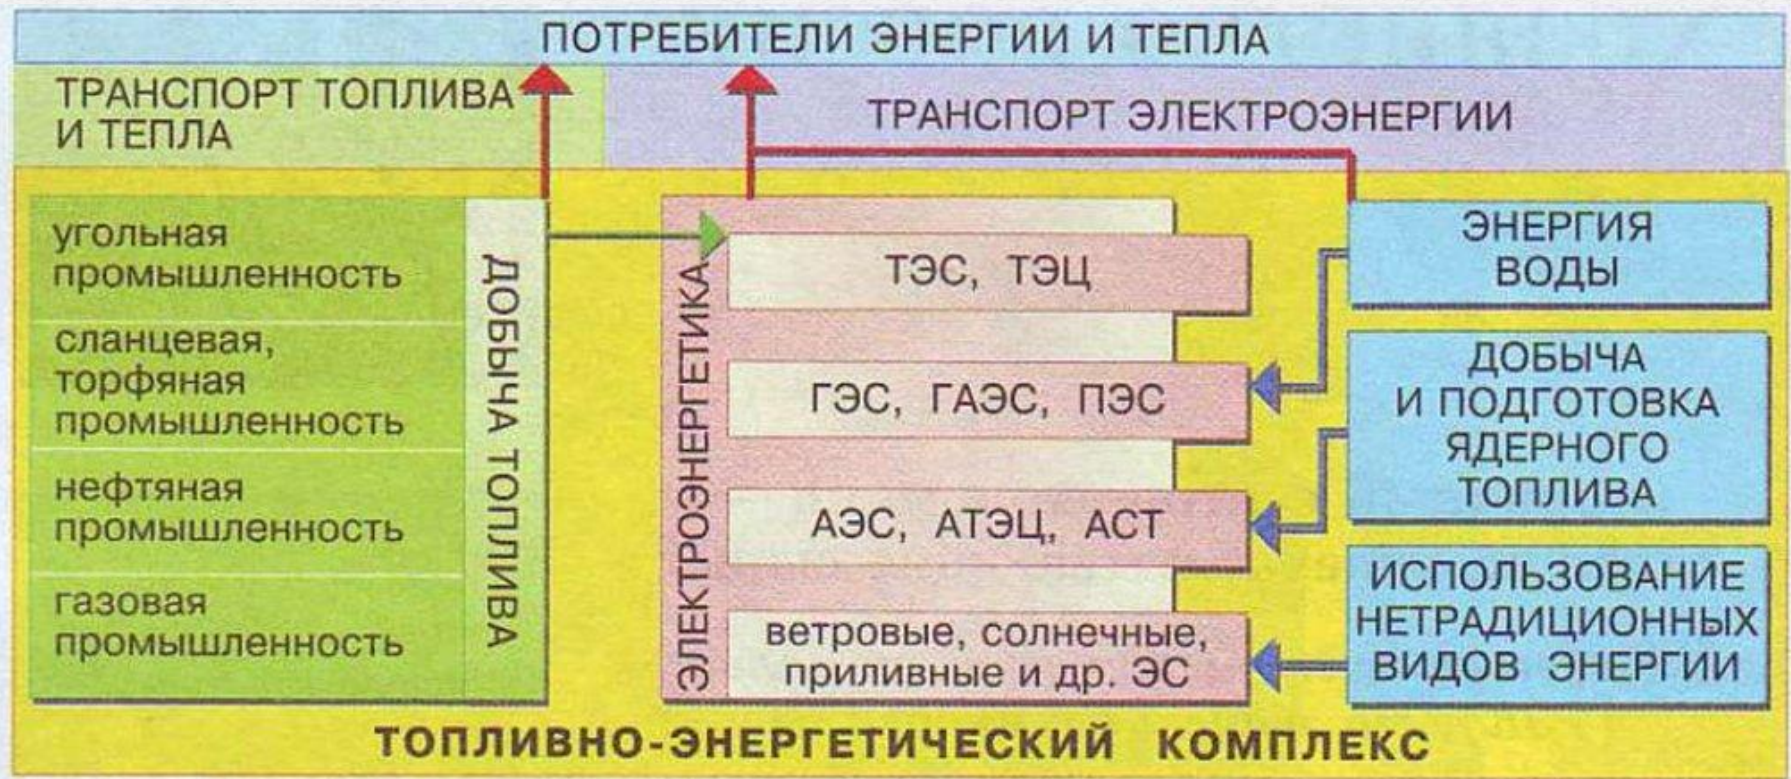 ПОТРЕБИТЕЛИ ЭНЕРГИИ И ТЕПЛА
ТРАНСПОРТ ТОПЛИВА
И ТЕПЛА
ТРАНСПОРТ ЭЛЕКТРОЭНЕРГИИ
угольная
промышленность
сланцевая,
торфяная
промышленность
нефтяная
промышленность
газовая
промышленность
ДОБЫЧА ТОПЛИВА
ЭЛЕКТРОЭНЕРГЕТИКА
ТЭС, ТЭЦ
ГЭС, ГАЭС, ПЭС
АЭС, АТЭЦ, АСТ
ветровые, солнечные,
приливные и др. ЭС
ЭНЕРГИЯ
ВОДЫ
ДОБЫЧА
И ПОДГОТОВКА
ЯДЕРНОГО
ТОПЛИВА
ИСПОЛЬЗОВАНИЕ
НЕТРАДИЦИОННЫХ
ВИДОВ ЭНЕРГИИ
ТОПЛИВНО-ЭНЕРГЕТИЧЕСКИЙ КОМПЛЕКС